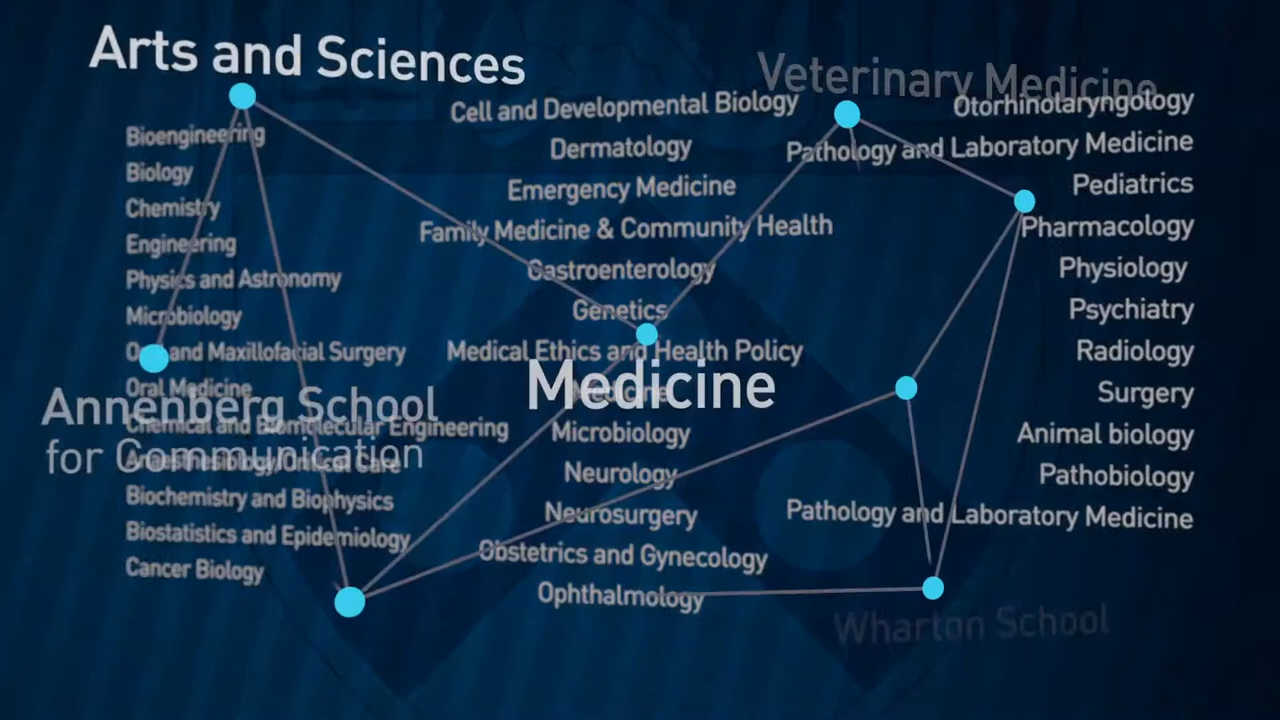 Arts and Sciences
Bioengineering
Biology
Chemistry
Engineering
Physics and Astronomy
Microbiology
Oral and Maxillofacial Surgery
Oral Medicine
Annenberg School
for Communication
Chemical and Biomolecular Engineering
Anaesthesiology/Critical Care
Biochemistry and Biophysics
Biostatistics and Epidemiology
Cancer Biology
Cell and Developmental Biology
Dermatology
Emergency Medicine
Family Medicine & Community Health
Gastroenterology
Genetics
Medical Ethics and Health Policy
Medicine
Medicine
Microbiology
Neurology
Neurosurgery
Obstetrics and Gynecology
Ophthalmology
Veterinary Medicine
Otorhinolaryngology
Pathology and Laboratory Medicine
Pediatrics
Pharmacology
Physiology
Psychiatry
Radiology
Surgery
Animal biology
Pathobiology
Pathology and Laboratory Medicine
Wharton School